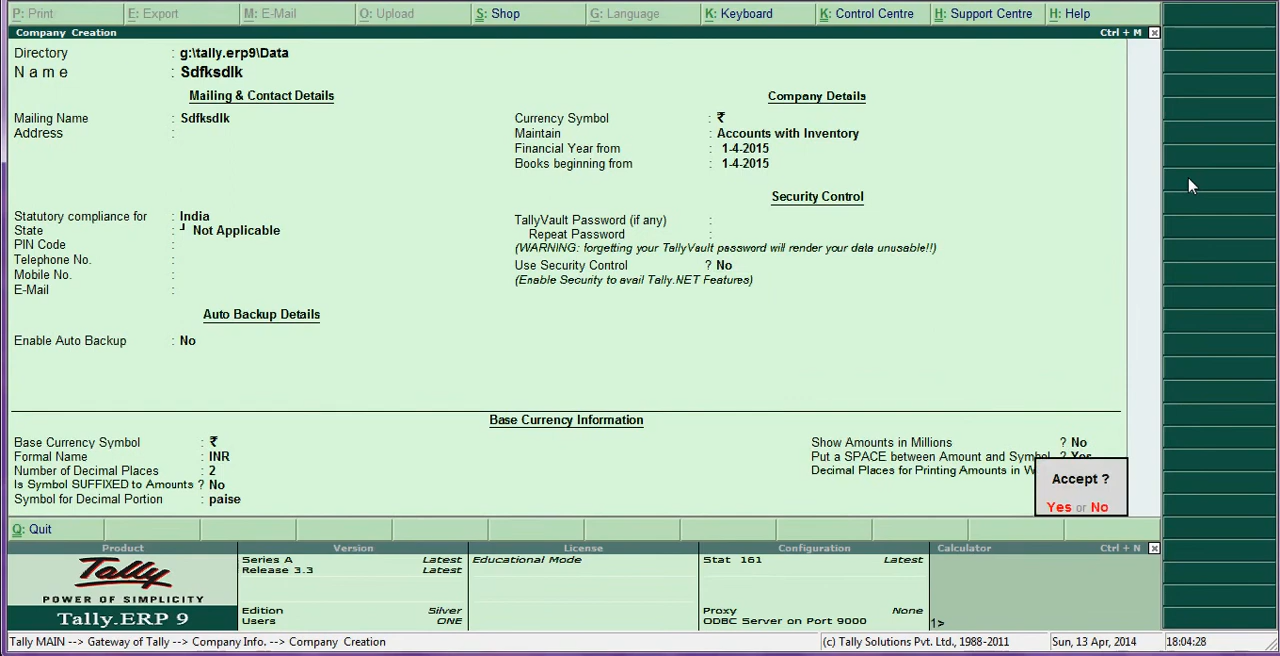 P: Print E: Export M: E-Mail O: Upload S: Shop G: Language K: Keyboard K: Control Centre H: Support Centre H: Help
Company Creation Ctrl + M
Directory : g:\tally.erp9\Data
Name : Sdfksdlk
Mailing & Contact Details Company Details
Mailing Name : Sdfksdlk Currency Symbol : ₹
Address : Maintain : Accounts with Inventory
Financial Year from : 1-4-2015
Books beginning from : 1-4-2015
Security Control
Statutory compliance for : India TallyVault Password (if any) :
State : Not Applicable Repeat Password :
PIN Code : (WARNING: forgetting your TallyVault password will render your data unusable!!)
Telephone No. : Use Security Control ? No
Mobile No. : (Enable Security to avail Tally.NET Features)
E-Mail :
Auto Backup Details
Enable Auto Backup : No
Base Currency Information
Base Currency Symbol : ₹ Show Amounts in Millions ? No
Formal Name : INR Put a SPACE between Amount and Symbol ? Yes
Number of Decimal Places : 2 Decimal Places for Printing Amounts in W
Is Symbol SUFFIXED to Amounts ? No
Symbol for Decimal Portion : paise
Accept ?
Yes or No
Q: Quit
Product Version License Configuration Calculator Ctrl + N
Tally
POWER OF SIMPLICITY
Tally.ERP 9
Series A Latest
Release 3.3 Latest
Edition Silver
Users ONE
Educational Mode
Stat 161 Latest
Proxy None
ODBC Server on Port 9000
1>
Tally MAIN --> Gateway of Tally --> Company Info. --> Company Creation (c) Tally Solutions Pvt. Ltd., 1988-2011 Sun, 13 Apr, 2014 18:04:28